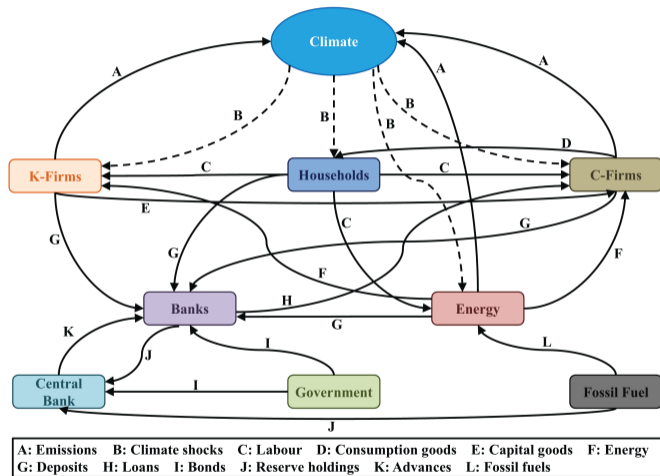 Climate
A
A
A
B
B
B
B
D
K-Firms
C
Households
C
C-Firms
E
C
G
G
G
F
F
Banks
H
Energy
G
K
J
I
L
Central
Bank
I
Government
Fossil Fuel
J
A: Emissions B: Climate shocks C: Labour D: Consumption goods E: Capital goods F: Energy
G: Deposits H: Loans I: Bonds J: Reserve holdings K: Advances L: Fossil fuels